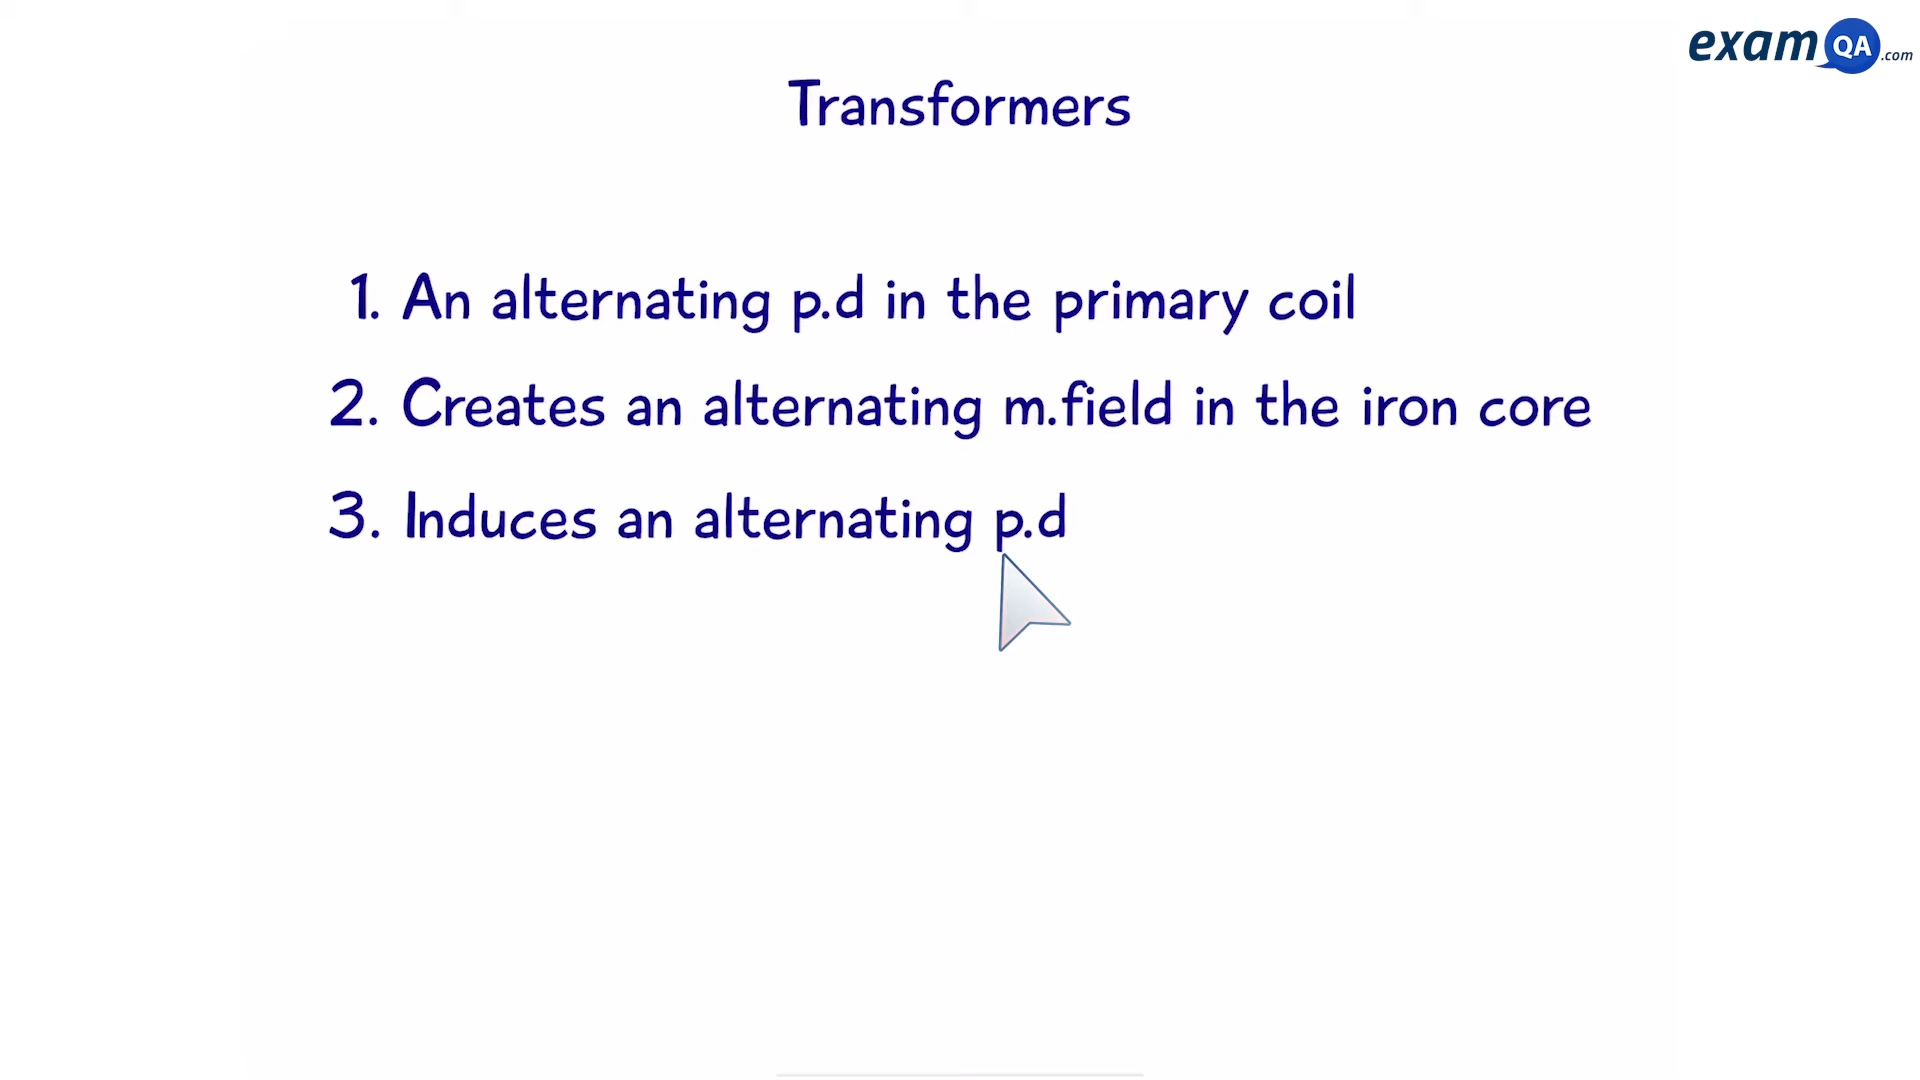 examQA.com
Transformers
1. An alternating p.d in the primary coil
2. Creates an alternating m.field in the iron core
3. Induces an alternating p.d